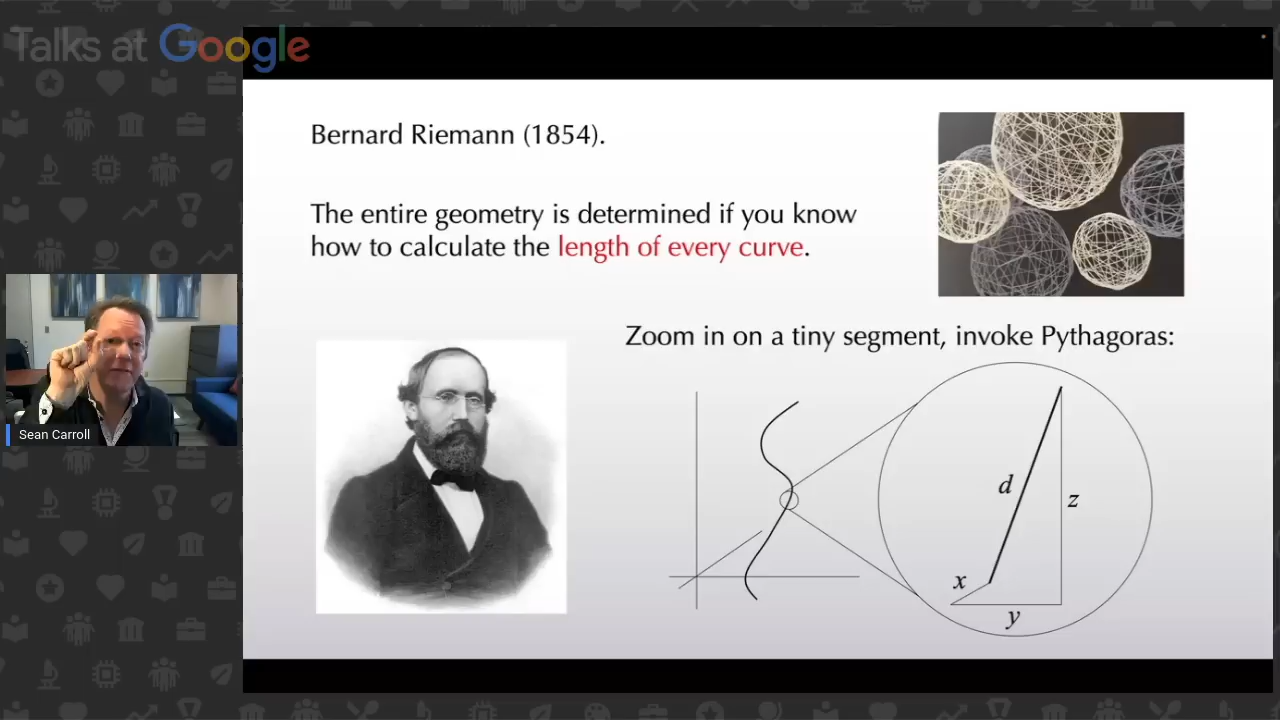 Talks at Google
Bernard Riemann (1854).
The entire geometry is determined if you know
how to calculate the length of every curve.
Zoom in on a tiny segment, invoke Pythagoras:
d
z
x
y
Sean Carroll